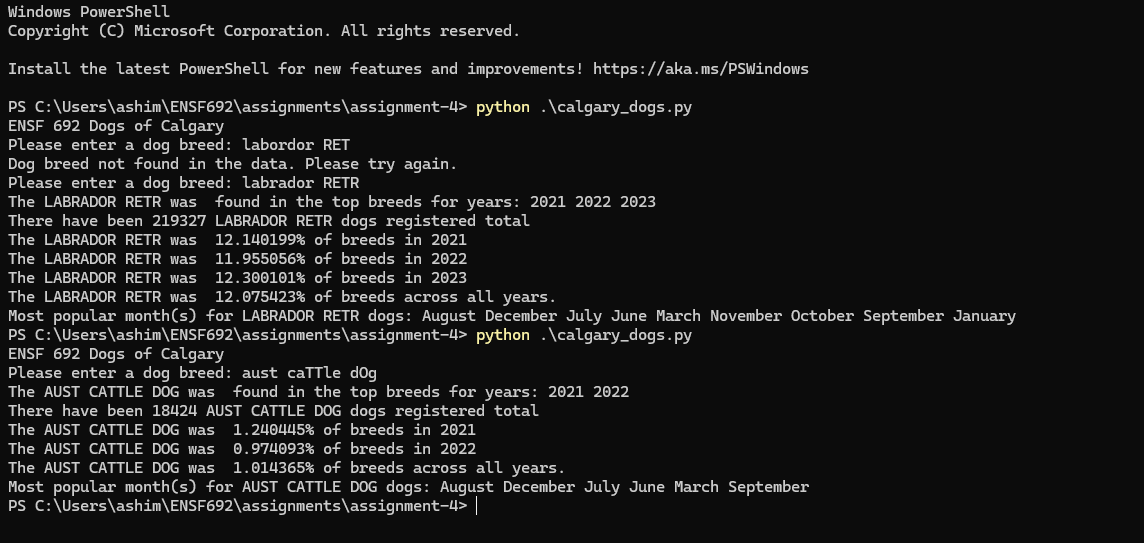 Windows PowerShell
Copyright (C) Microsoft Corporation. All rights reserved.
Install the latest PowerShell for new features and improvements! https://aka.ms/PSWindows
PS C:\Users\ashim\ENSF692\assignments\assignment-4> python .\calgary_dogs.py
ENSF 692 Dogs of Calgary
Please enter a dog breed: labordor RET
Dog breed not found in the data. Please try again.
Please enter a dog breed: labrador RETR
The LABRADOR RETR was  found in the top breeds for years: 2021 2022 2023
There have been 219327 LABRADOR RETR dogs registered total
The LABRADOR RETR was  12.140199% of breeds in 2021
The LABRADOR RETR was  11.955056% of breeds in 2022
The LABRADOR RETR was  12.300101% of breeds in 2023
The LABRADOR RETR was  12.075423% of breeds across all years.
Most popular month(s) for LABRADOR RETR dogs: August December July June March November October September January
PS C:\Users\ashim\ENSF692\assignments\assignment-4> python .\calgary_dogs.py
ENSF 692 Dogs of Calgary
Please enter a dog breed: aust caTTle dOg
The AUST CATTLE DOG was  found in the top breeds for years: 2021 2022
There have been 18424 AUST CATTLE DOG dogs registered total
The AUST CATTLE DOG was  1.240445% of breeds in 2021
The AUST CATTLE DOG was  0.974093% of breeds in 2022
The AUST CATTLE DOG was  1.014365% of breeds across all years.
Most popular month(s) for AUST CATTLE DOG dogs: August December July June March September
PS C:\Users\ashim\ENSF692\assignments\assignment-4>